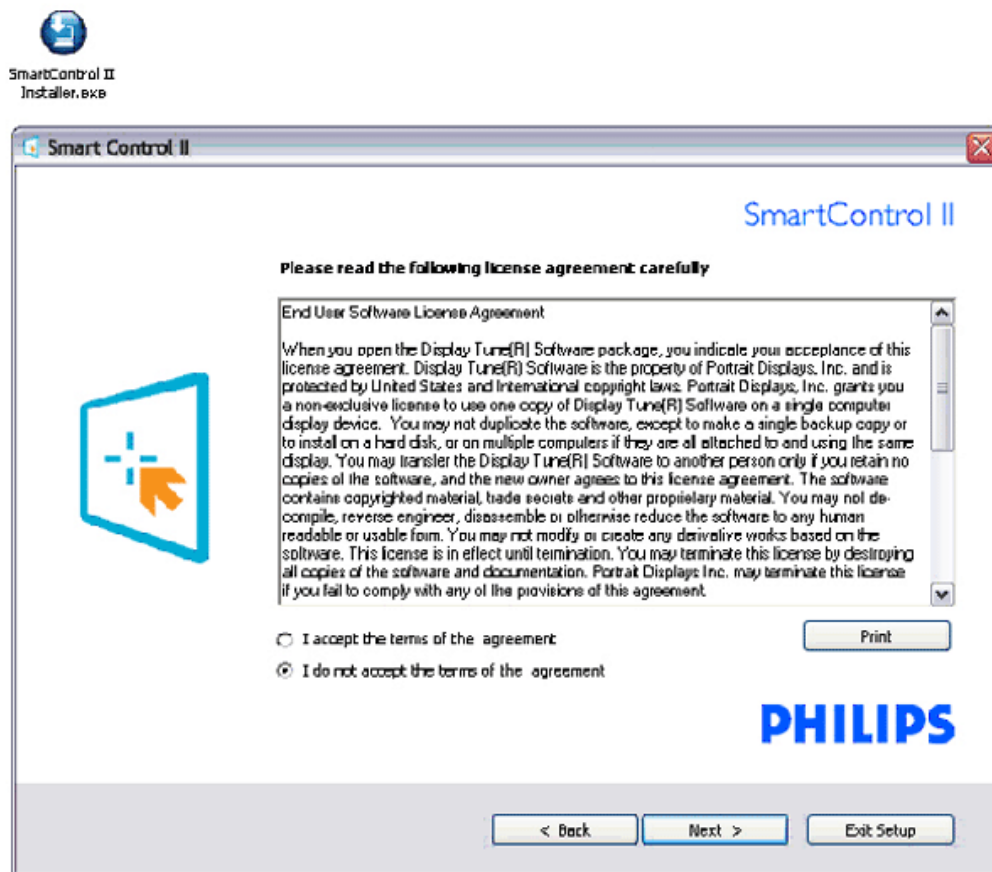 SmartControl II
Installer.exe
Smart Control II
SmartControl II
Please read the following license agreement carefully
End User Software License Agreement
When you open the Display Tune(R) Software package, you indicate your acceptance of this
license agreement. Display Tune(R) Software is the property of Portrait Displays, Inc. and is
protected by United States and International copyright laws. Portrait Displays, Inc. grants you
a non-exclusive license to use one copy of Display Tune(R) Software on a single computer
display device. You may not duplicate the software, except to make a single backup copy or
to install on a hard disk, or on multiple computers if they are all attached to and using the same
display. You may transfer the Display Tune(R) Software to another person only if you retain no
copies of the software, and the new owner agrees to this license agreement. The software
contains copyrighted material, trade secrets and other proprietary material. You may not de-
compile, reverse engineer, disassemble or otherwise reduce the software to any human
readable or usable form. You may not modify or create any derivative works based on the
software. This license is in effect until termination. You may terminate this license by destroying
all copies of the software and documentation. Portrait Displays Inc. may terminate this license
if you fail to comply with any of the provisions of this agreement.
I accept the terms of the agreement
Print
I do not accept the terms of the agreement
PHILIPS
< Back
Next >
Exit Setup